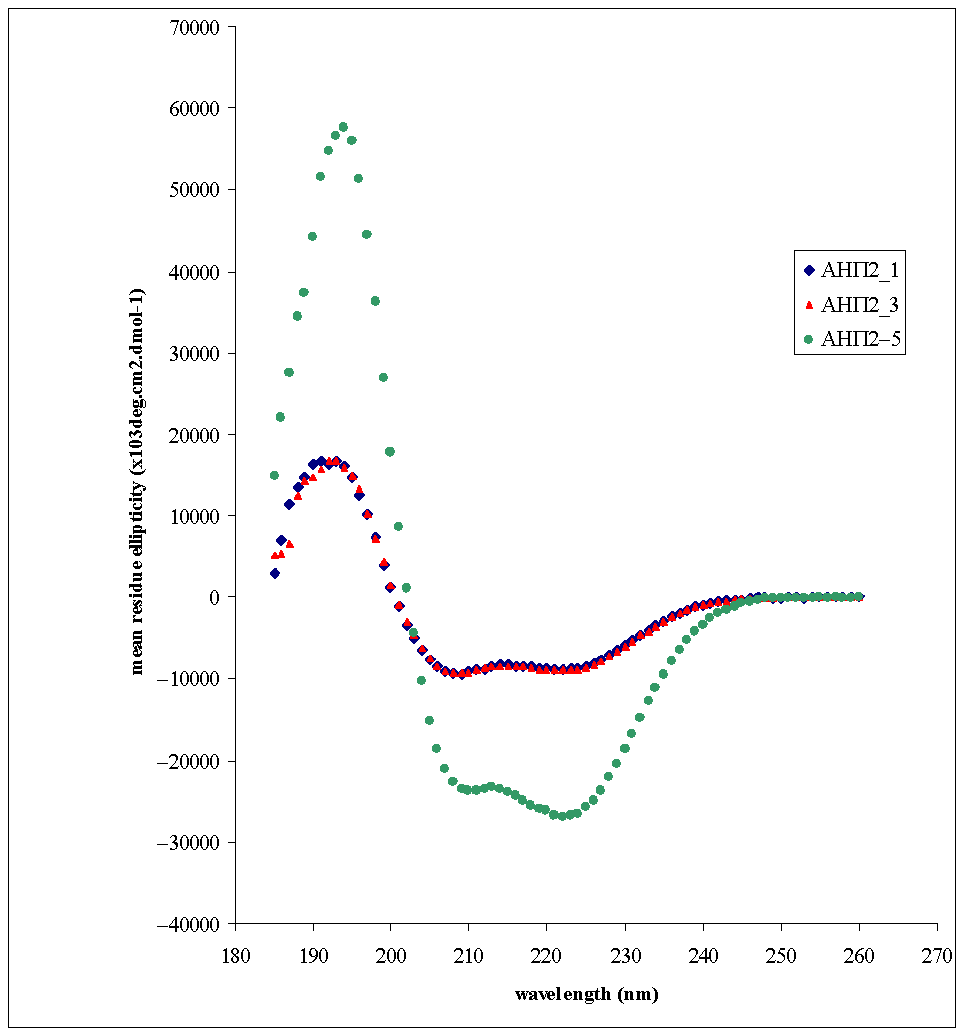 70000
60000
50000
40000
30000
20000
10000
0
−10000
−20000
−30000
−40000
180 190 200 210 220 230 240 250 260 270
mean residue ellipticity (x103deg.cm2.dmol-1)
wavelength (nm)
АНП2_1
АНП2_3
АНП2−5